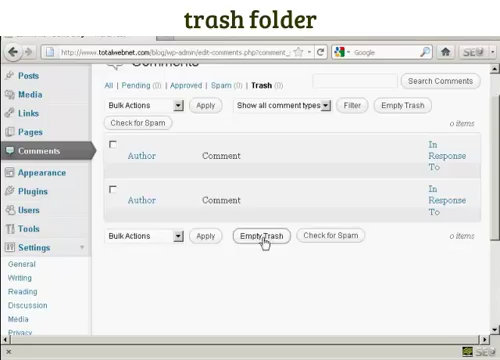 trash folder
http://www.totalwebnet.com/blog/wp-admin/edit-comments.php?comment_
Google
SEO
Comments
All | Pending (0) | Approved | Spam (0) | Trash (0)
Search Comments
Bulk Actions Apply Show all comment types Filter Empty Trash
Check for Spam
0 items
Author Comment In Response To
Author Comment In Response To
Bulk Actions Apply Empty Trash Check for Spam 0 items
Posts
Media
Links
Pages
Comments
Appearance
Plugins
Users
Tools
Settings
General
Writing
Reading
Discussion
Media
Privacy
SEO